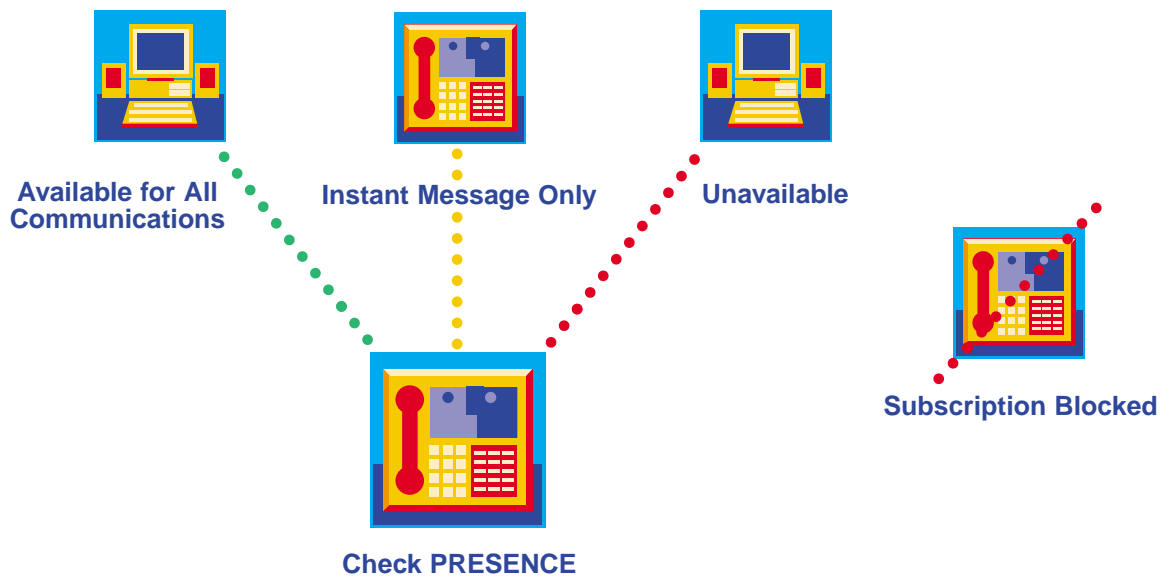 Available for All
Communications
Instant Message Only
Unavailable
Subscription Blocked
Check PRESENCE